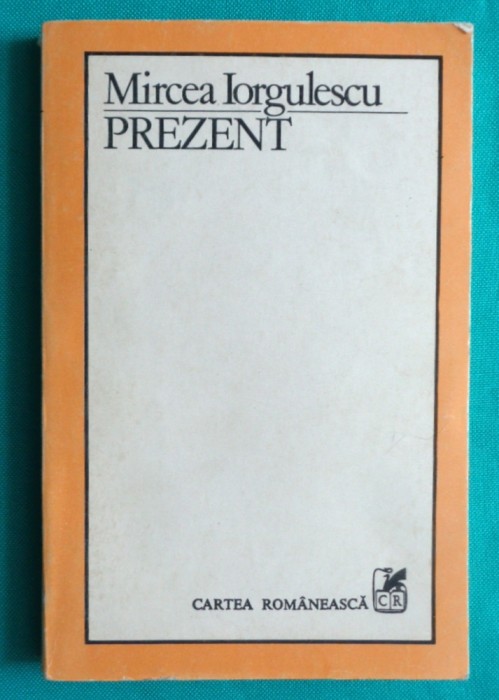 Mircea Iorgulescu
PREZENT
CARTEA ROMÂNEASCĂ
CR